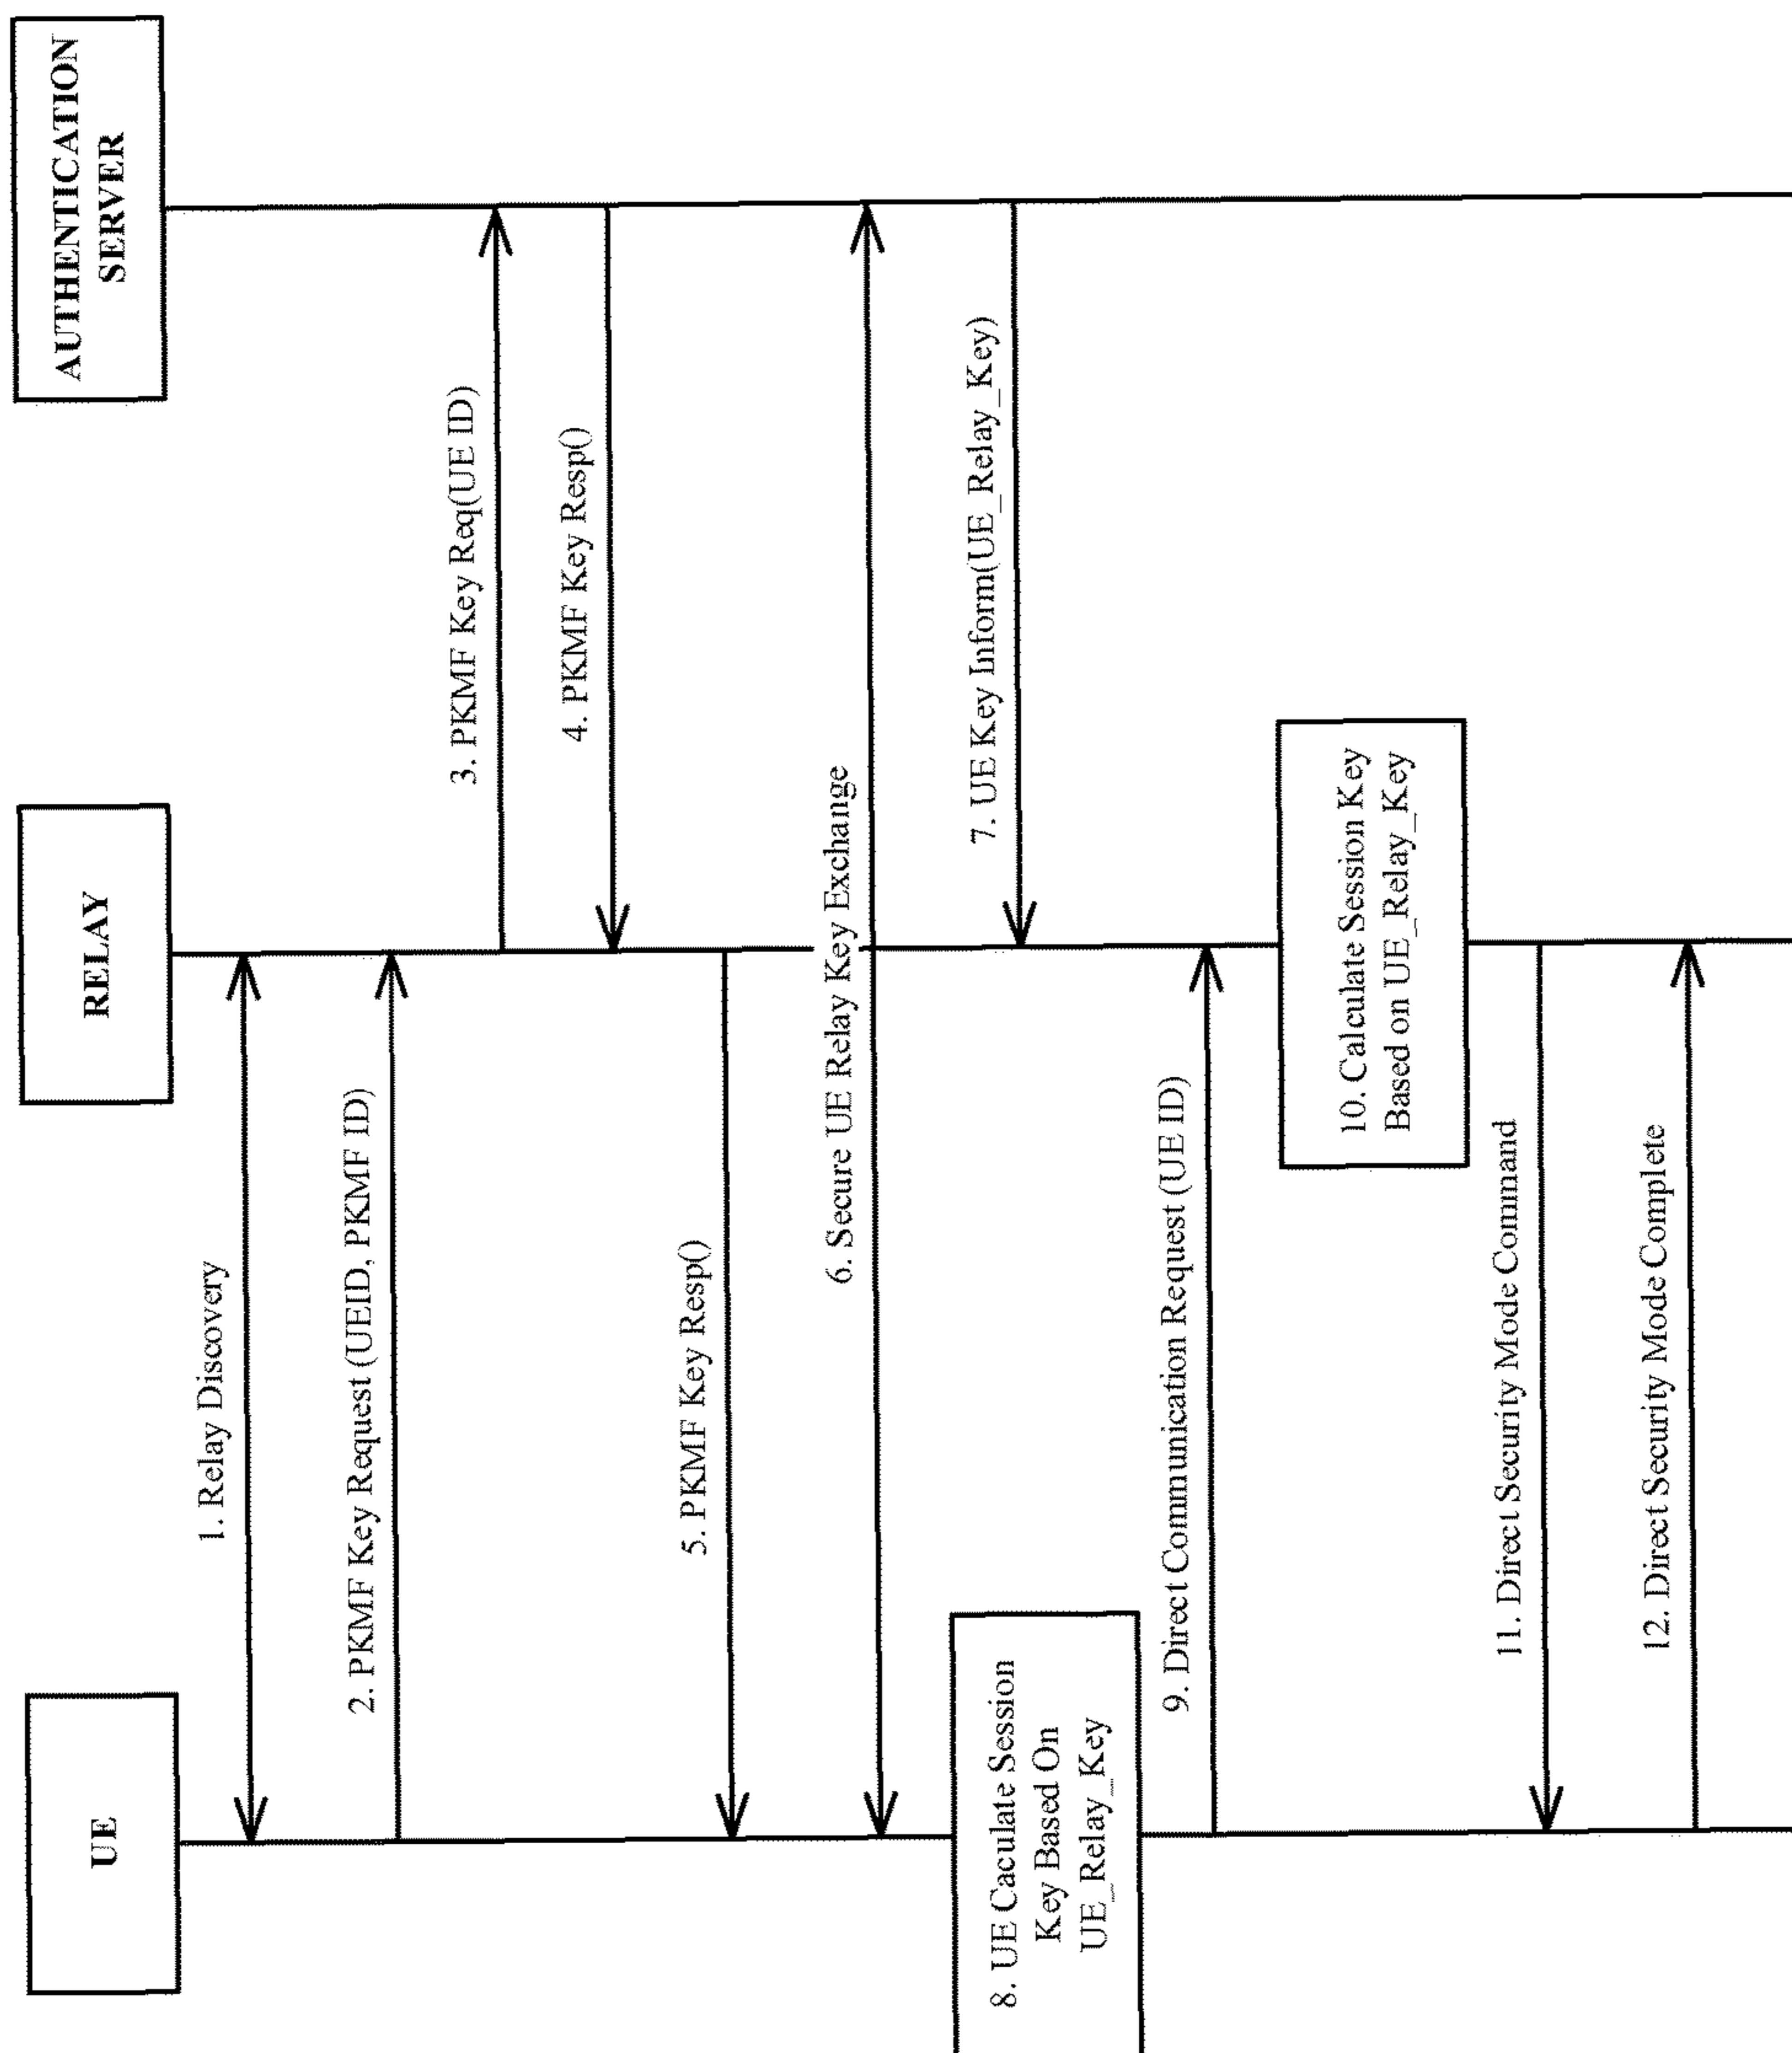 UE
RELAY
AUTHENTICATION
SERVER
1. Relay Discovery
2. PKMF Key Request (UEID, PKMF ID)
3. PKMF Key Req(UE ID)
4. PKMF Key Resp()
5. PKMF Key Resp()
6. Secure UE Relay Key Exchange
7. UE Key Inform(UE_Relay_Key)
8. UE Caculate Session
Key Based On
UE_Relay_Key
9. Direct Communication Request (UE ID)
10. Calculate Session Key
Based on UE_Relay_Key
11. Direct Security Mode Command
12. Direct Security Mode Complete